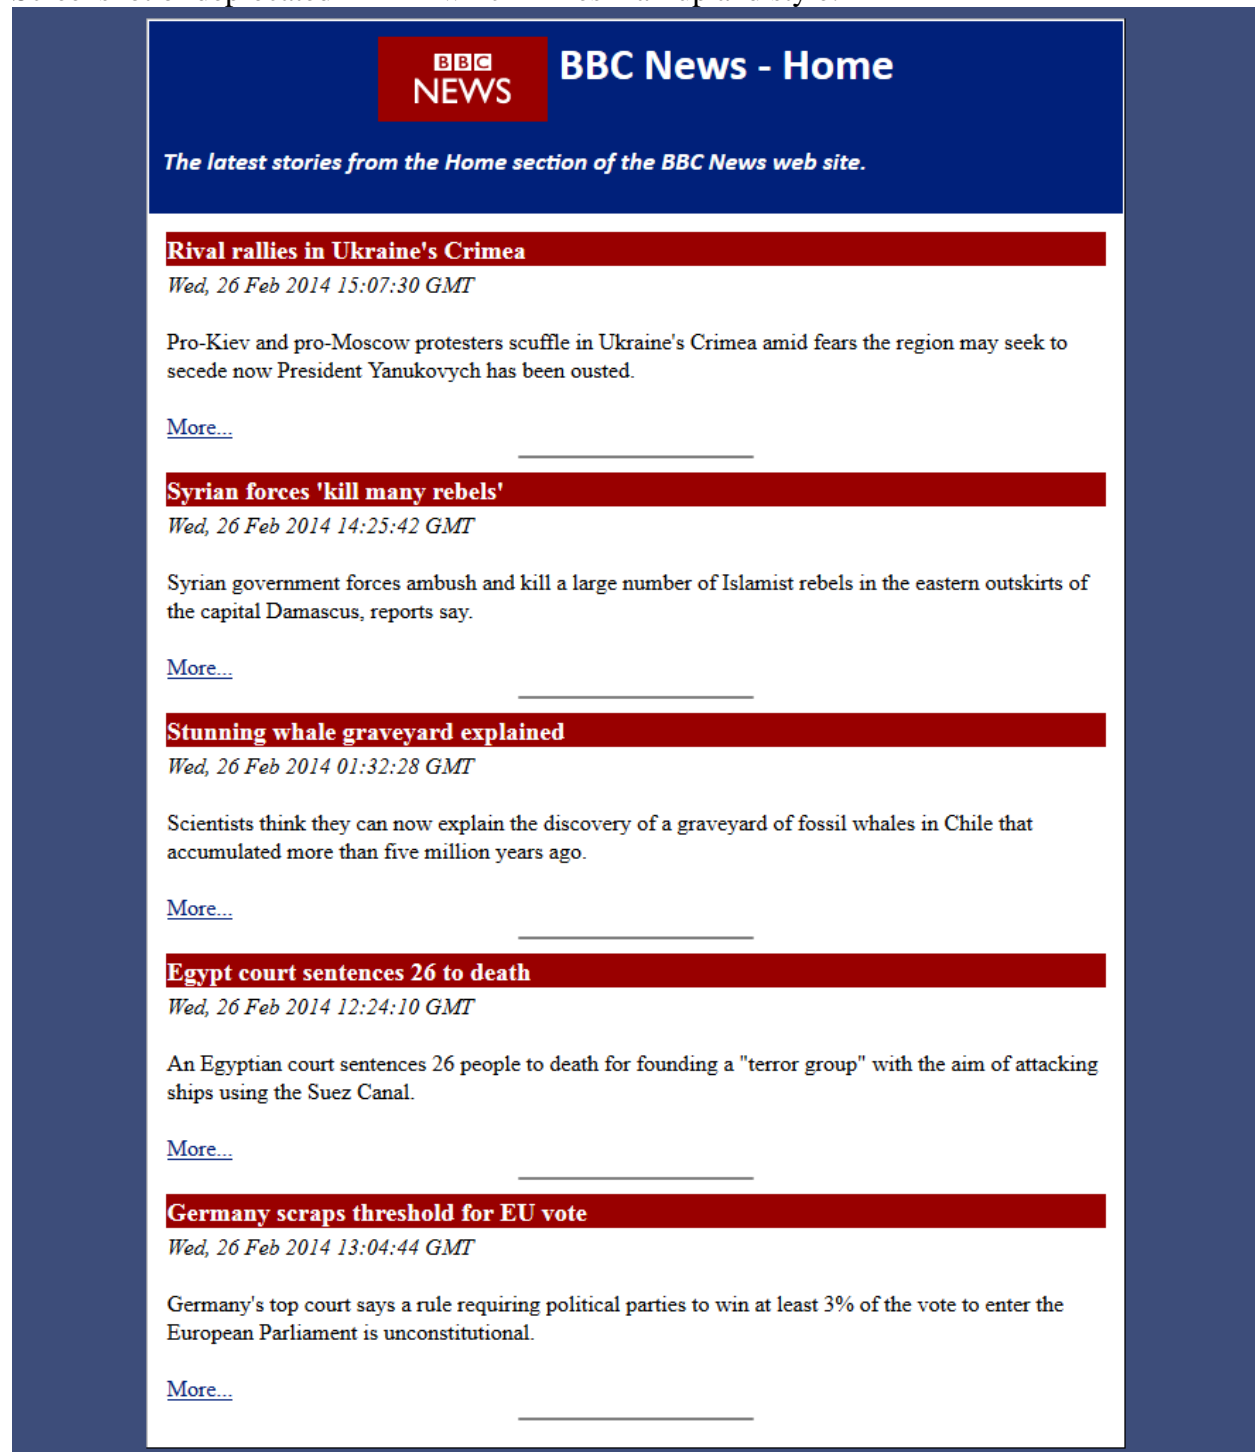 BBC
NEWS
BBC News - Home
The latest stories from the Home section of the BBC News web site.
Rival rallies in Ukraine's Crimea
Wed, 26 Feb 2014 15:07:30 GMT
Pro-Kiev and pro-Moscow protesters scuffle in Ukraine's Crimea amid fears the region may seek to
secede now President Yanukovych has been ousted.
More...
Syrian forces 'kill many rebels'
Wed, 26 Feb 2014 14:25:42 GMT
Syrian government forces ambush and kill a large number of Islamist rebels in the eastern outskirts of
the capital Damascus, reports say.
More...
Stunning whale graveyard explained
Wed, 26 Feb 2014 01:32:28 GMT
Scientists think they can now explain the discovery of a graveyard of fossil whales in Chile that
accumulated more than five million years ago.
More...
Egypt court sentences 26 to death
Wed, 26 Feb 2014 12:24:10 GMT
An Egyptian court sentences 26 people to death for founding a "terror group" with the aim of attacking
ships using the Suez Canal.
More...
Germany scraps threshold for EU vote
Wed, 26 Feb 2014 13:04:44 GMT
Germany's top court says a rule requiring political parties to win at least 3% of the vote to enter the
European Parliament is unconstitutional.
More...